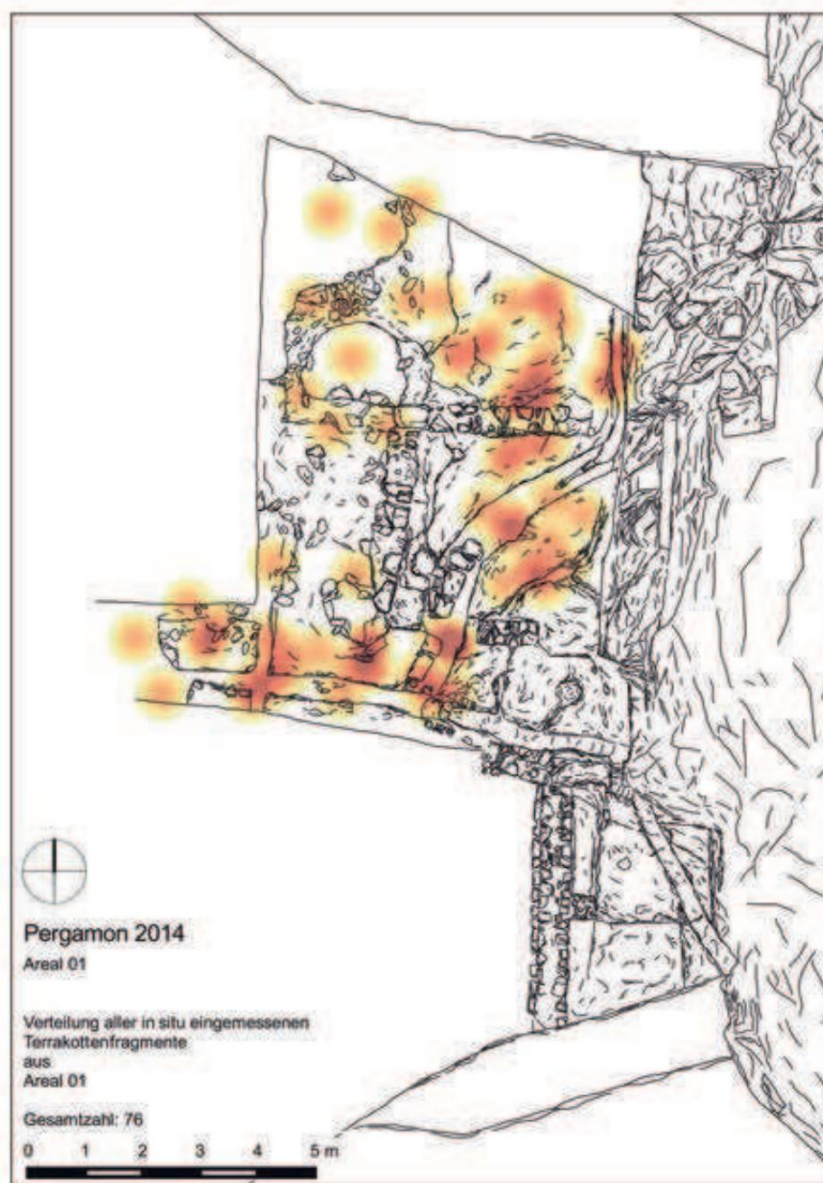 Pergamon 2014
Areal 01
Verteilung aller in situ eingemessenen
Terrakottenfragmente
aus
Areal 01
Gesamtzahl: 76
0 1 2 3 4 5 m